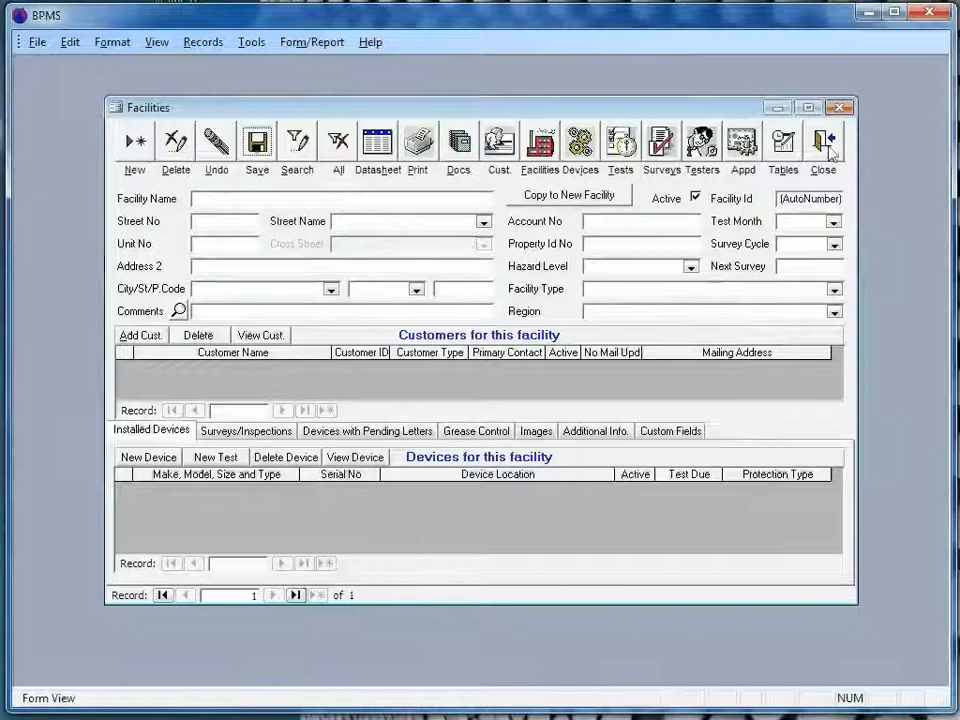 BPMS
File Edit Format View Records Tools Form/Report Help
Facilities
New Delete Undo Save Search All Datasheet Print Docs Cust. Facilities Devices Tests Surveys Testers Appd Tables Close
Facility Name Copy to New Facility Active Facility Id (AutoNumber)
Street No Street Name Account No Test Month
Unit No Cross Street Property Id No Survey Cycle
Address 2 Hazard Level Next Survey
City/St/P.Code Facility Type
Comments Region
Add Cust. Delete View Cust. Customers for this facility
Customer Name Customer ID Customer Type Primary Contact Active No Mail Upd Mailing Address
Record:
Installed Devices Surveys/Inspections Devices with Pending Letters Grease Control Images Additional Info. Custom Fields
New Device New Test Delete Device View Device Devices for this facility
Make, Model, Size and Type Serial No Device Location Active Test Due Protection Type
Record:
Record: 1 of 1
Form View NUM